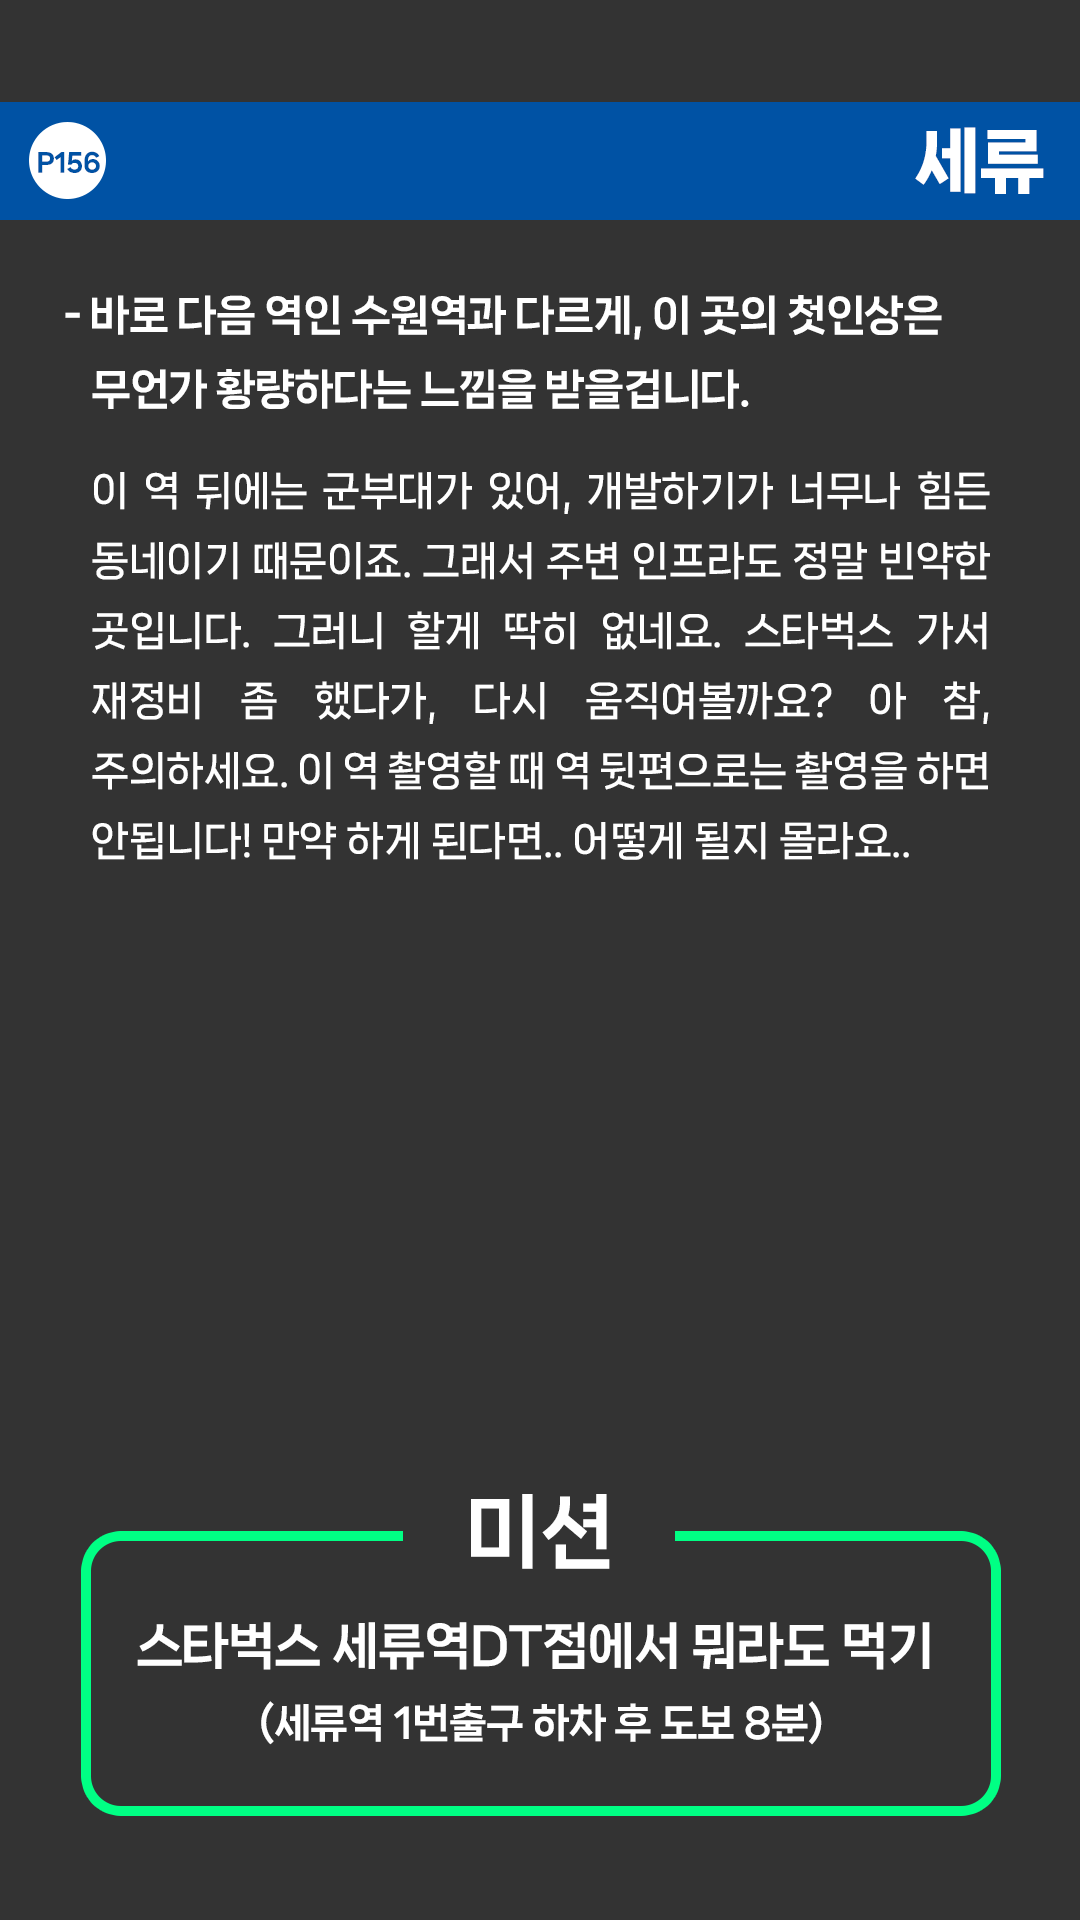 P156
세류
- 바로 다음 역인 수원역과 다르게, 이 곳의 첫인상은
무언가 황량하다는 느낌을 받을겁니다.
이 역 뒤에는 군부대가 있어, 개발하기가 너무나 힘든
동네이기 때문이죠. 그래서 주변 인프라도 정말 빈약한
곳입니다. 그러니 할게 딱히 없네요. 스타벅스 가서
재정비 좀 했다가, 다시 움직여볼까요? 아 참,
주의하세요. 이 역 촬영할 때 역 뒷편으로는 촬영을 하면
안됩니다! 만약 하게 된다면.. 어떻게 될지 몰라요..
미션
스타벅스 세류역DT점에서 뭐라도 먹기
(세류역 1번출구 하차 후 도보 8분)